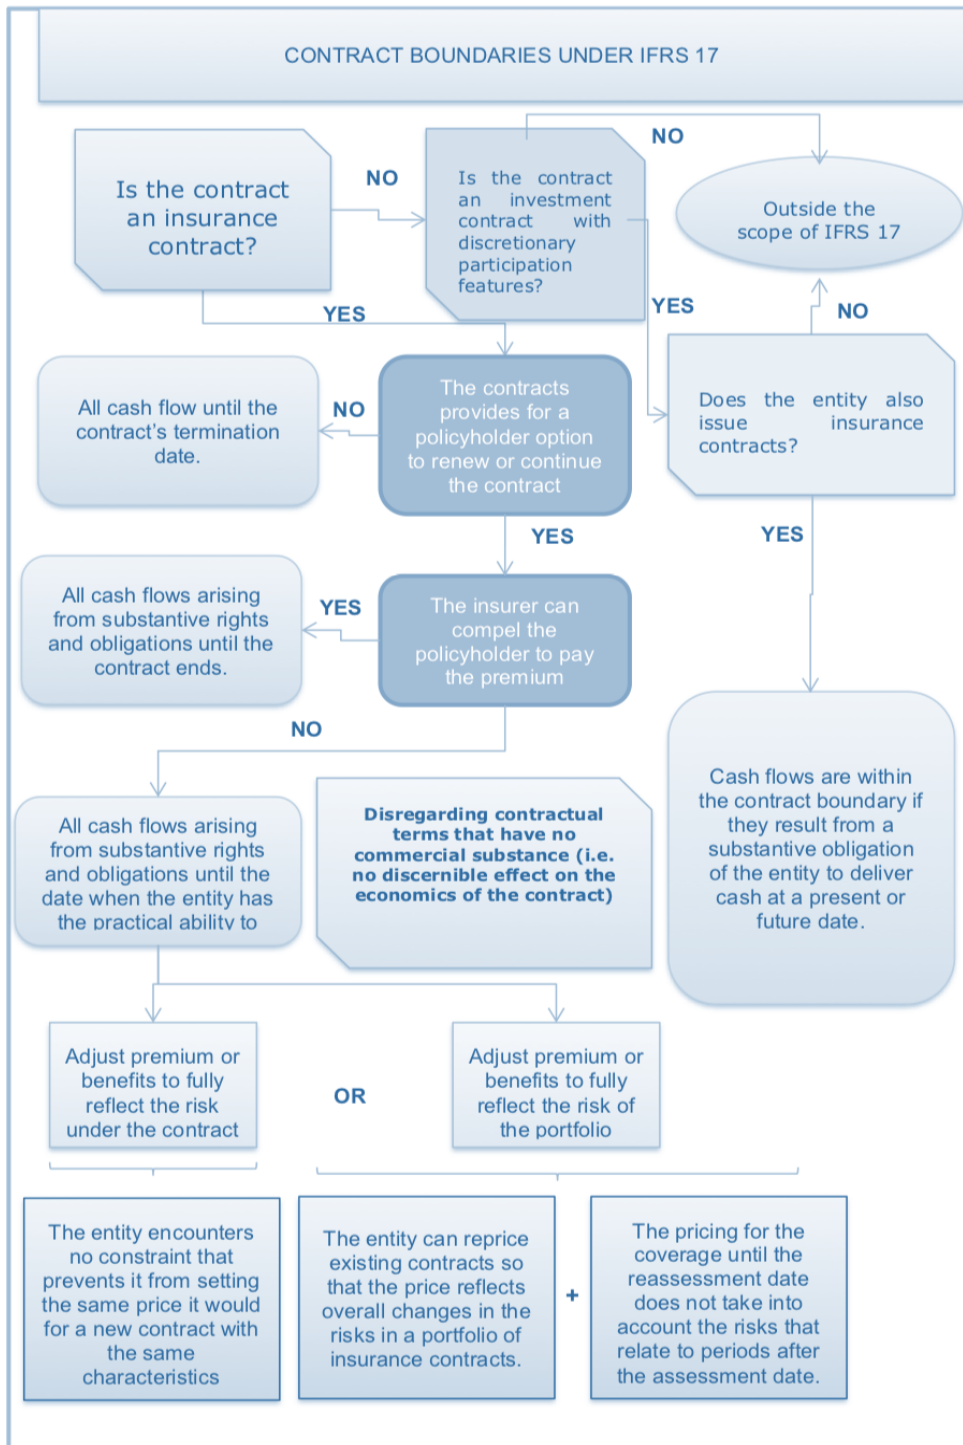 CONTRACT BOUNDARIES UNDER IFRS 17
Is the contract
an insurance
contract?
NO
Is the contract
an investment
contract with
discretionary
participation
features?
NO
Outside the
scope of IFRS 17
YES
YES
NO
All cash flow until the
contract's termination
date.
NO
The contracts
provides for a
policyholder option
to renew or continue
the contract
Does the entity also
issue insurance
contracts?
YES
YES
All cash flows arising
from substantive rights
and obligations until the
contract ends.
YES
The insurer can
compel the
policyholder to pay
the premium
NO
Cash flows are within
the contract boundary if
they result from a
substantive obligation
of the entity to deliver
cash at a present or
future date.
All cash flows arising
from substantive rights
and obligations until the
date when the entity has
the practical ability to
Disregarding contractual
terms that have no
commercial substance (i.e.
no discernible effect on the
economics of the contract)
Adjust premium or
benefits to fully
reflect the risk
under the contract
OR
Adjust premium or
benefits to fully
reflect the risk of
the portfolio
The entity encounters
no constraint that
prevents it from setting
the same price it would
for a new contract with
the same
characteristics
The entity can reprice
existing contracts so
that the price reflects
overall changes in the
risks in a portfolio of
insurance contracts.
+
The pricing for the
coverage until the
reassessment date
does not take into
account the risks that
relate to periods after
the assessment date.